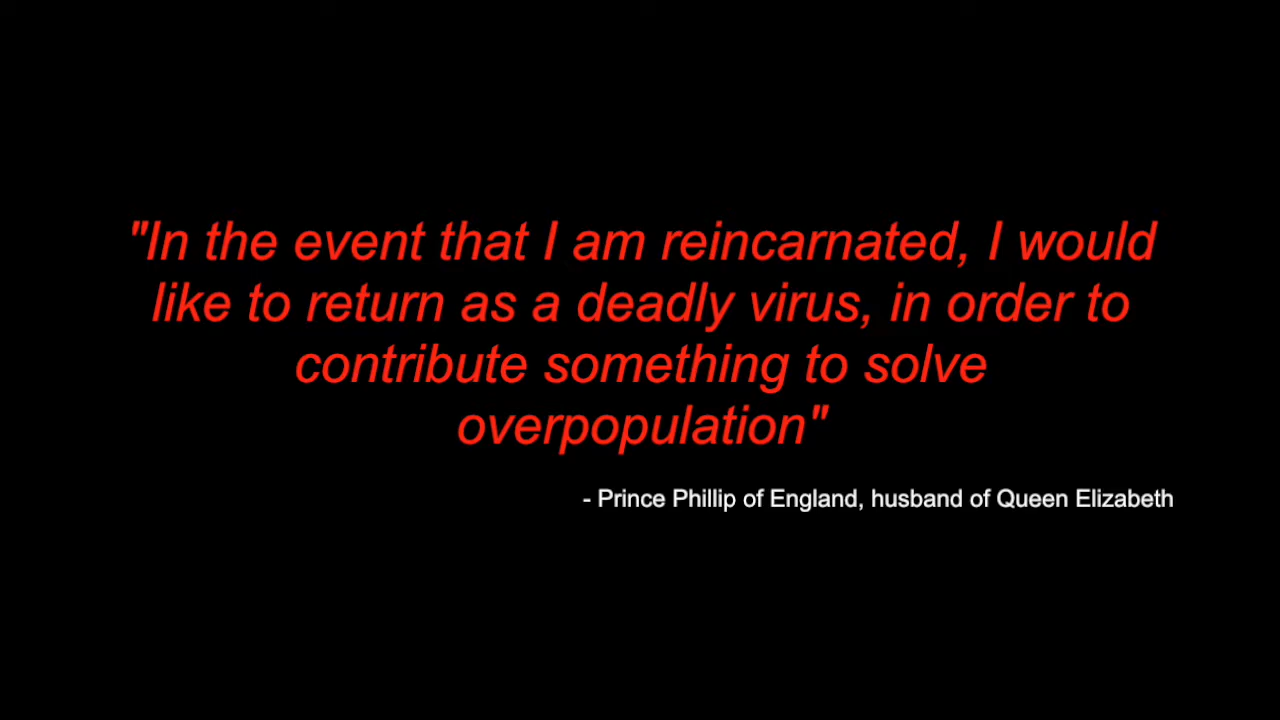 "In the event that I am reincarnated, I would
like to return as a deadly virus, in order to
contribute something to solve
overpopulation"
- Prince Phillip of England, husband of Queen Elizabeth